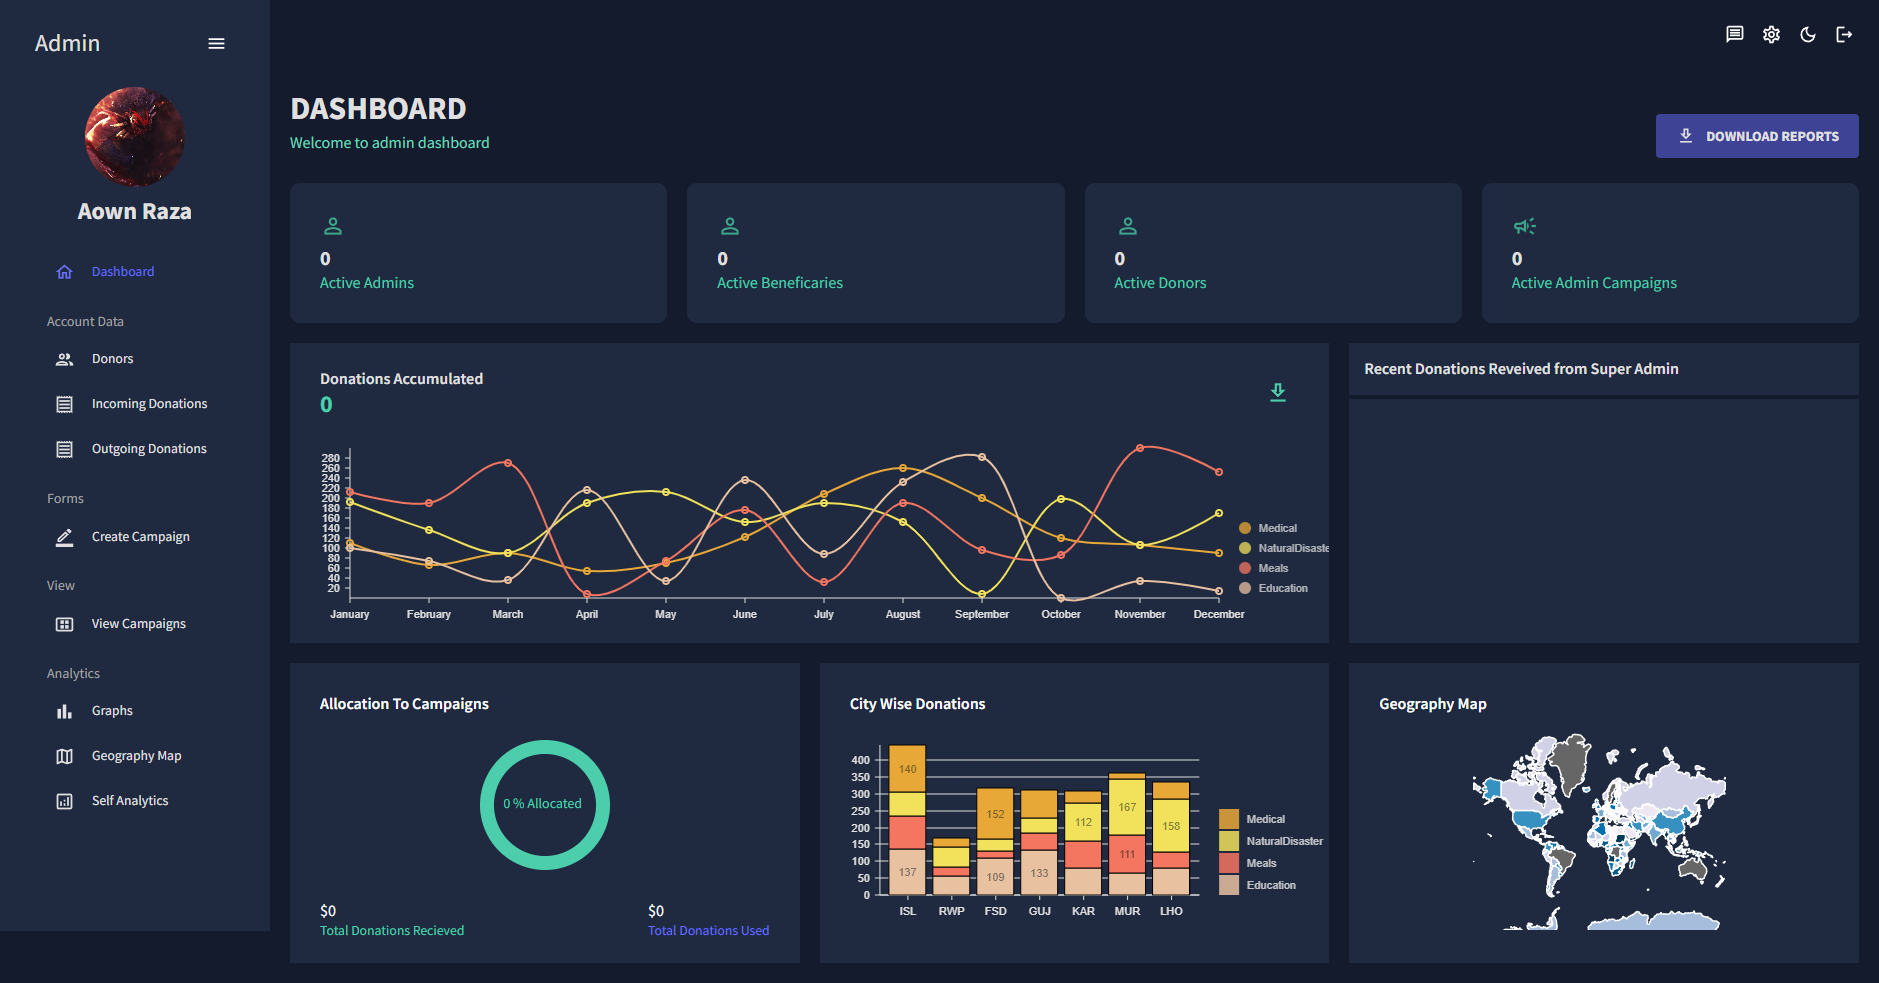 Admin
Aown Raza
Dashboard
Account Data
Donors
Incoming Donations
Outgoing Donations
Forms
Create Campaign
View
View Campaigns
Analytics
Graphs
Geography Map
Self Analytics
DASHBOARD
Welcome to admin dashboard
DOWNLOAD REPORTS
0
Active Admins
0
Active Beneficaries
0
Active Donors
0
Active Admin Campaigns
Donations Accumulated
0
280
260
240
220
200
180
160
140
120
100
80
60
40
20
January February March April May June July August September October November December
Medical
NaturalDisaste
Meals
Education
Recent Donations Reveived from Super Admin
Allocation To Campaigns
0 % Allocated
$0
Total Donations Recieved
$0
Total Donations Used
City Wise Donations
400
350
300
250
200
150
100
50
0
140
137
152
109
133
112
167
111
158
ISL RWP FSD GUJ KAR MUR LHO
Medical
NaturalDisaster
Meals
Education
Geography Map